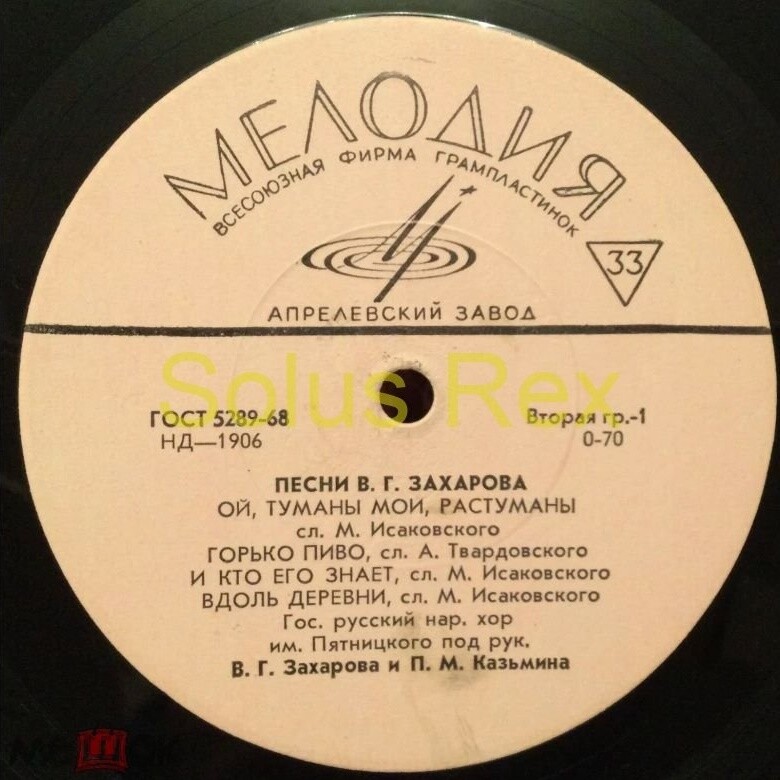 МЕЛОДИЯ
ВСЕСОЮЗНАЯ ФИРМА ГРАМПЛАСТИНОК
33
АПРЕЛЕВСКИЙ ЗАВОД
Solus Rex
ГОСТ 5289-68 Вторая гр.-1
НД—1906 0-70
ПЕСНИ В. Г. ЗАХАРОВА
ОЙ, ТУМАНЫ МОИ, РАСТУМАНЫ
сл. М. Исаковского
ГОРЬКО ПИВО, сл. А. Твардовского
И КТО ЕГО ЗНАЕТ, сл. М. Исаковского
ВДОЛЬ ДЕРЕВНИ, сл. М. Исаковского
Гос. русский нар. хор
им. Пятницкого под рук.
В. Г. Захарова и П. М. Казьмина